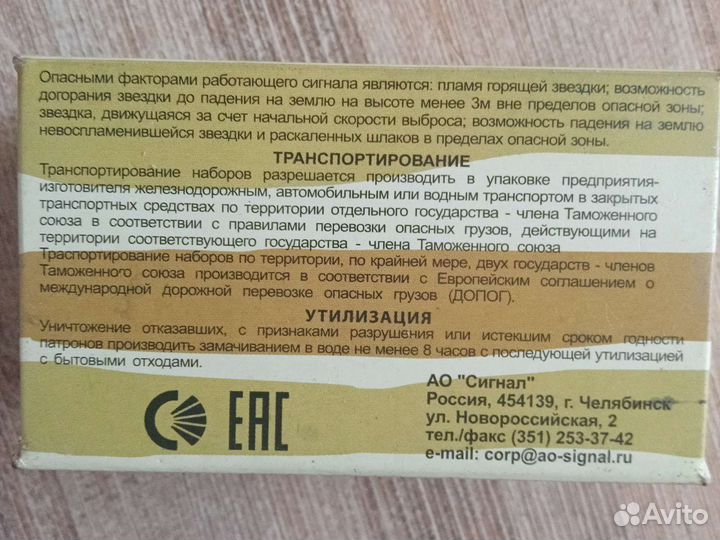 Опасными факторами работающего сигнала являются: пламя горящей звездки; возможность
догорания звездки до падения на землю на высоте менее 3м вне пределов опасной зоны;
звездка, движущаяся за счет начальной скорости выброса; возможность падения на землю
невоспламенившейся звездки и раскаленных шлаков в пределах опасной зоны.
ТРАНСПОРТИРОВАНИЕ
Транспортирование наборов разрешается производить в упаковке предприятия-
изготовителя железнодорожным, автомобильным или водным транспортом в закрытых
транспортных средствах по территории отдельного государства - члена Таможенного
союза в соответствии с правилами перевозки опасных грузов, действующими на
территории соответствующего государства - члена Таможенного союза
Траспортирование наборов по территории, по крайней мере, двух государств - членов
Таможенного союза производится в соответствии с Европейским соглашением о
международной дорожной перевозке опасных грузов (ДОПОГ).
УТИЛИЗАЦИЯ
Уничтожение отказавших, с признаками разрушения или истекшим сроком годности
патронов производить замачиванием в воде не менее 8 часов с последующей утилизацией
с бытовыми отходами.
EAC
АО "Сигнал"
Россия, 454139, г. Челябинск
ул. Новороссийская, 2
тел./факс (351) 253-37-42
e-mail: corp@ao-signal.ru
Avito